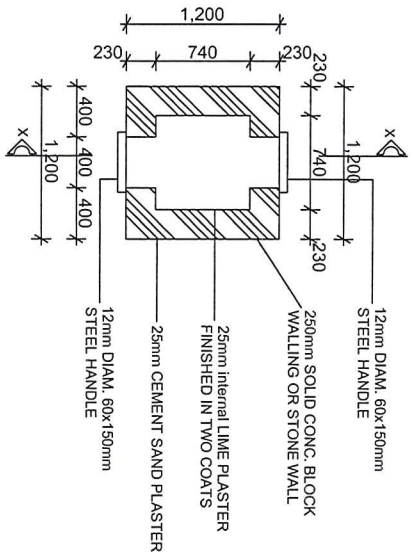 1,200
230
740
230
230
740
230
1,200
400
400
400
1,200
X
X
12mm DIAM. 60x150mm
STEEL HANDLE
250mm SOLID CONC. BLOCK
WALLING OR STONE WALL
25mm internal LIME PLASTER
FINISHED IN TWO COATS
25mm CEMENT SAND PLASTER
12mm DIAM. 60x150mm
STEEL HANDLE